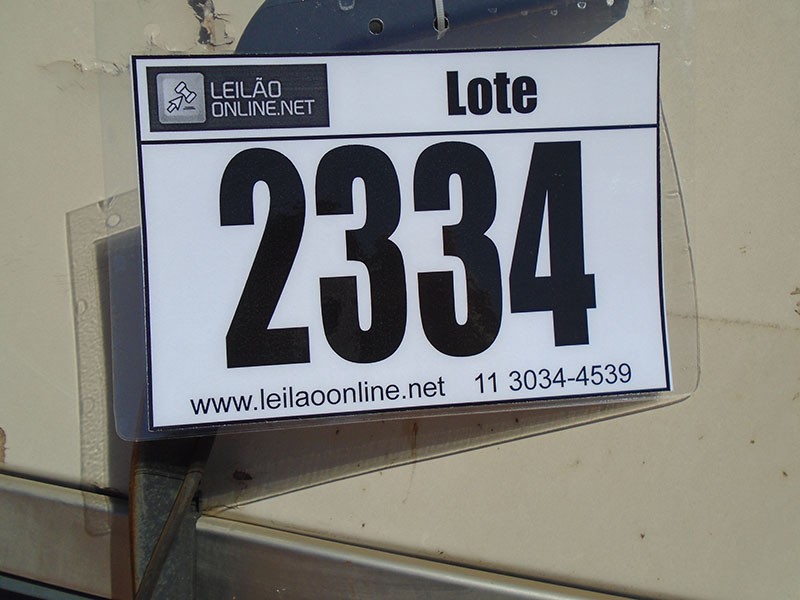 LEILÃO
ONLINE.NET
Lote
2334
www.leilaoonline.net 11 3034-4539